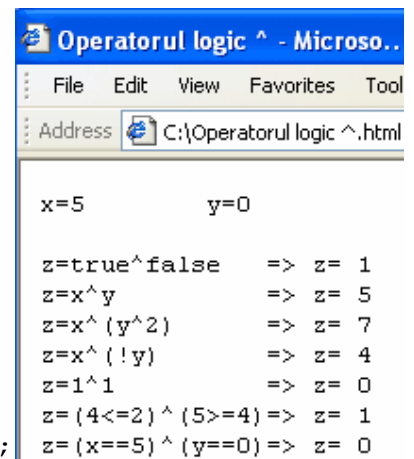 Operatorul logic ^ - Microso..
File Edit View Favorites Tool
Address C:\Operatorul logic ^.html
x=5 y=0
z=true^false => z= 1
z=x^y => z= 5
z=x^(y^2) => z= 7
z=x^(!y) => z= 4
z=1^1 => z= 0
z=(4<=2)^(5>=4)=> z= 1
; z=(x==5)^(y==0)=> z= 0